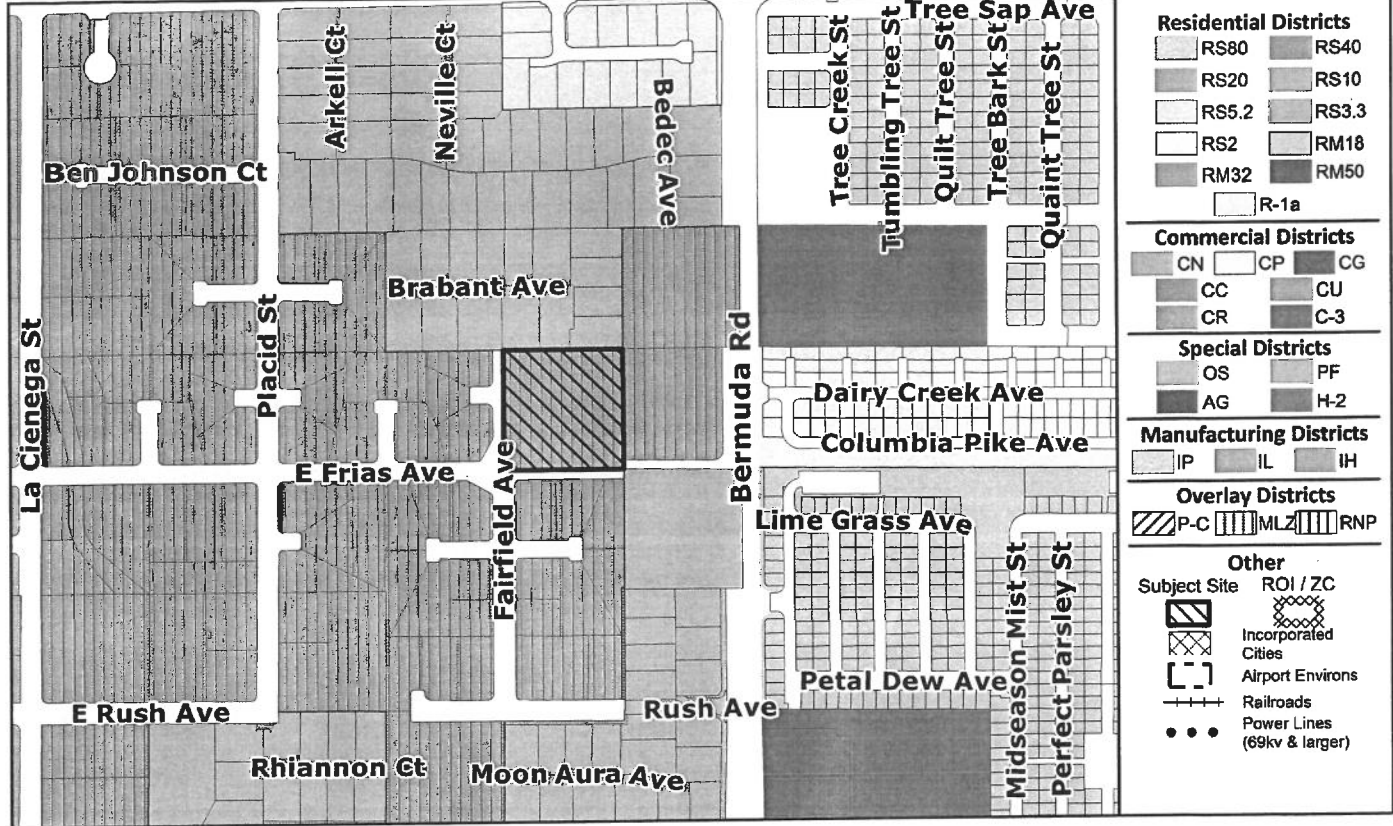 Tree Sap Ave
Arkell Ct
Neville Ct
Bedec Ave
Tree Creek St
Tumbling Tree St
Quilt Tree St
Tree Bark St
Quaint Tree St
Ben Johnson Ct
Brabant Ave
Placid St
La Cienega St
Bermuda Rd
Dairy Creek Ave
Columbia Pike Ave
E Frias Ave
Fairfield Ave
Lime Grass Ave
Midseason Mist St
Perfect Parsley St
Petal Dew Ave
E Rush Ave
Rush Ave
Rhiannon Ct
Moon Aura Ave
Residential Districts
RS80 RS40
RS20 RS10
RS5.2 RS3.3
RS2 RM18
RM32 RM50
R-1a
Commercial Districts
CN CP CG
CC CU
CR C-3
Special Districts
OS PF
AG H-2
Manufacturing Districts
IP IL IH
Overlay Districts
P-C MLZ RNP
Other
Subject Site ROI / ZC
Incorporated
Cities
Airport Environs
Railroads
Power Lines
(69kv & larger)